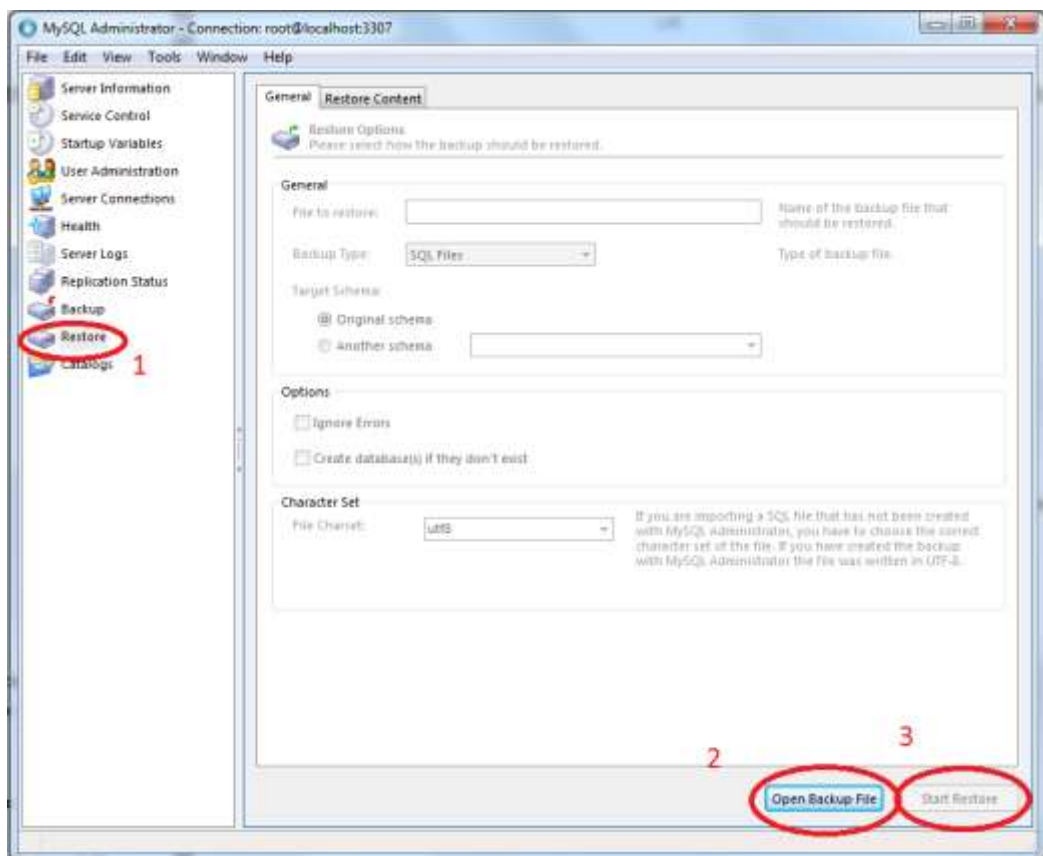 MySQL Administrator - Connection: root@localhost:3307
File Edit View Tools Window Help
Server Information
Service Control
Startup Variables
User Administration
Server Connections
Health
Server Logs
Replication Status
Backup
Restore
Catalogs
1
General Restore Content
Restore Options
Please select how the backup should be restored.
General
File to restore:
Name of the backup file that
should be restored.
Backup Type: SQL Files
Type of backup file.
Target Schema:
Original schema
Another schema
Options
Ignore Errors
Create database(s) if they don't exist
Character Set
File Charset: utf8
If you are importing a SQL file that has not been created
with MySQL Administrator, you have to choose the correct
character set of the file. If you have created the backup
with MySQL Administrator the file was written in UTF-8.
2
3
Open Backup File
Start Restore